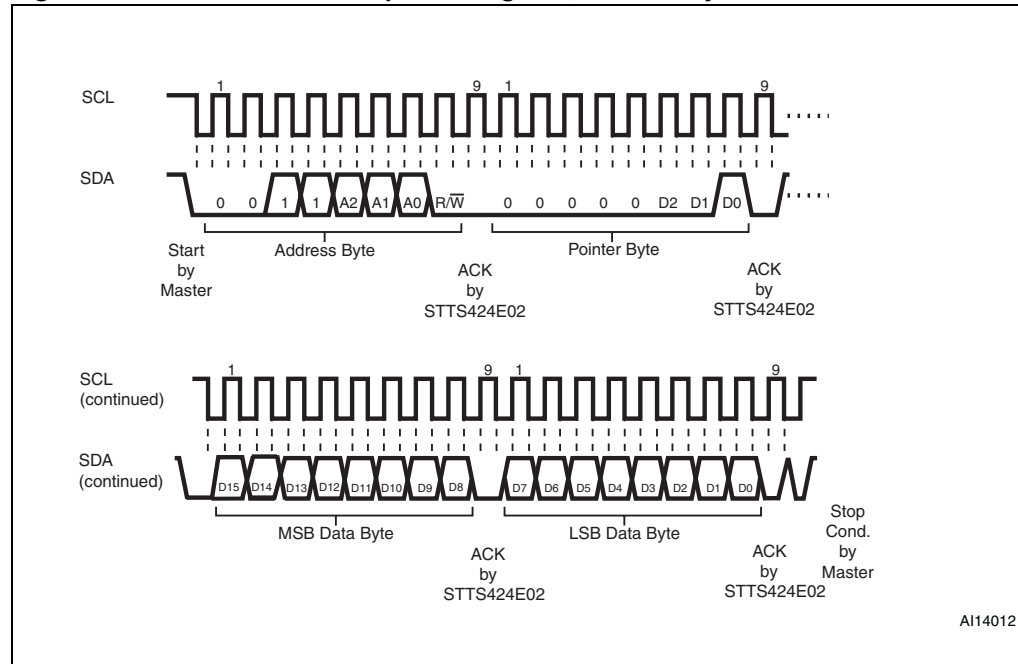 1 9 1 9
SCL
SDA
0 0 1 1 A2 A1 A0 R/W 0 0 0 0 0 D2 D1 D0
Address Byte Pointer Byte
Start
by
Master
ACK
by
STTS424E02
ACK
by
STTS424E02
1 9 1 9
SCL
(continued)
SDA
(continued)
D15 D14 D13 D12 D11 D10 D9 D8 D7 D6 D5 D4 D3 D2 D1 D0
MSB Data Byte LSB Data Byte
ACK
by
STTS424E02
ACK
by
STTS424E02
Stop
Cond.
by
Master
AI14012